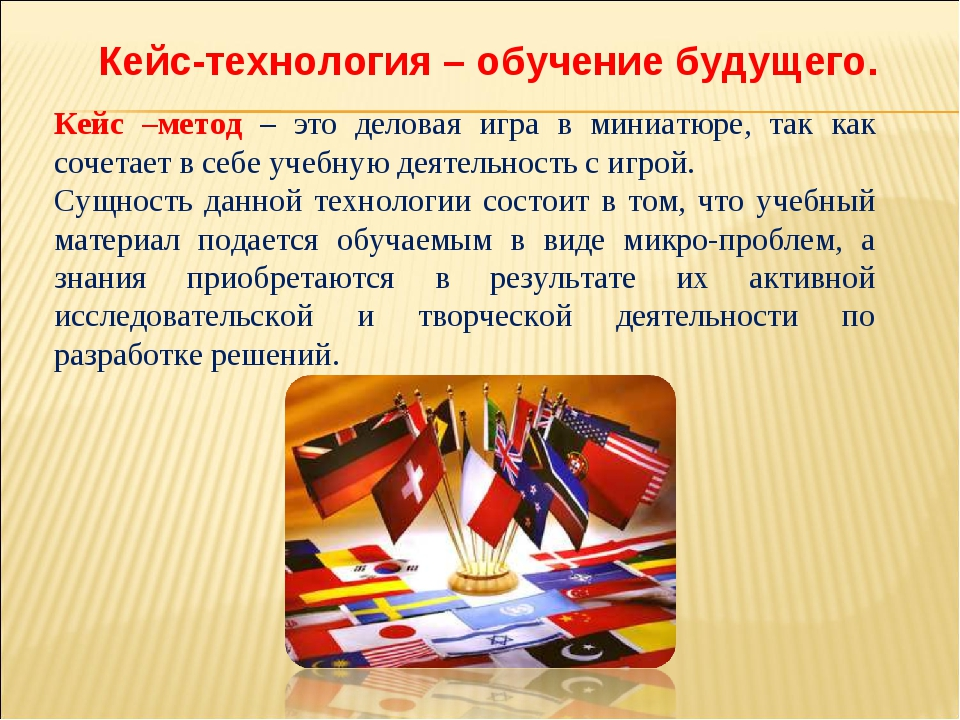 Кейс-технология – обучение будущего.
Кейс –метод – это деловая игра в миниатюре, так как
сочетает в себе учебную деятельность с игрой.
Сущность данной технологии состоит в том, что учебный
материал подается обучаемым в виде микро-проблем, а
знания приобретаются в результате их активной
исследовательской и творческой деятельности по
разработке решений.